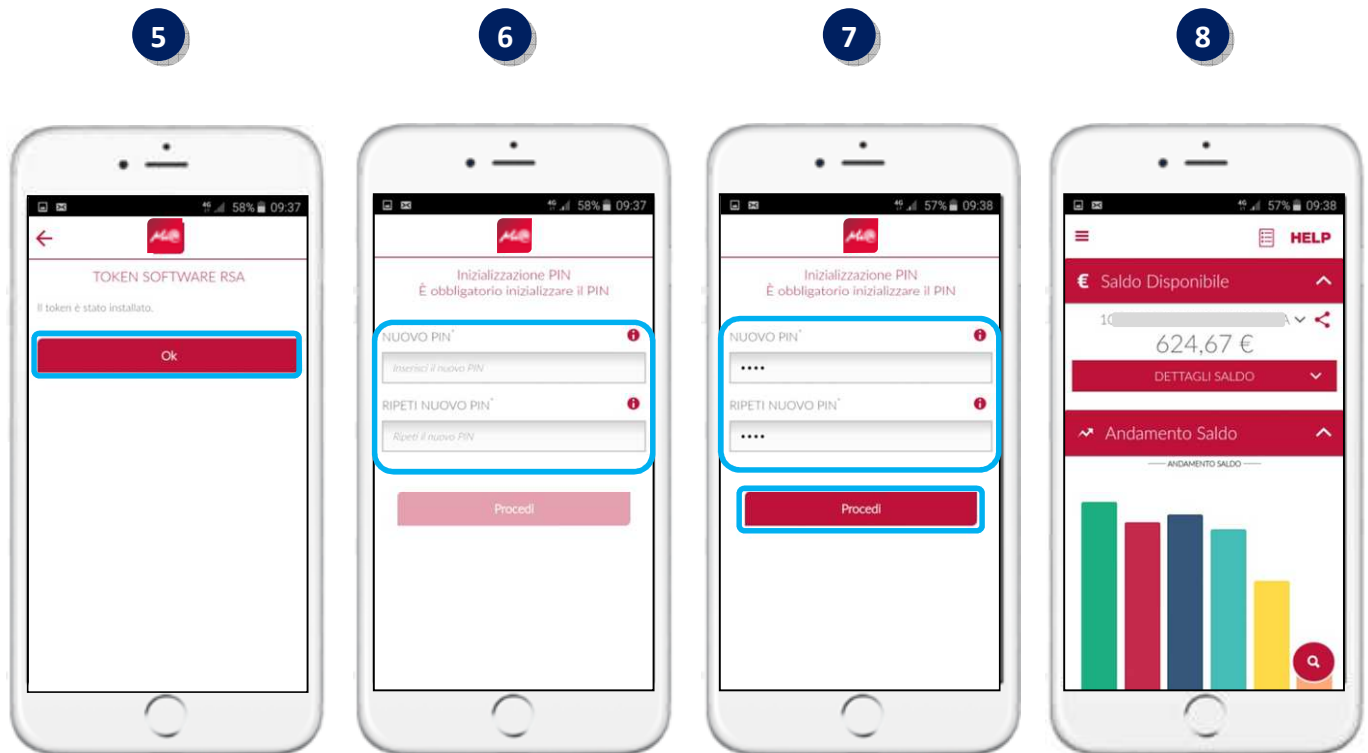 5
6
7
8
58% 09:37
TOKEN SOFTWARE RSA
Il token è stato installato.
Ok
58% 09:37
Inizializzazione PIN
È obbligatorio inizializzare il PIN
NUOVO PIN*
Inserisci il nuovo PIN
RIPETI NUOVO PIN*
Ripeti il nuovo PIN
Procedi
57% 09:38
Inizializzazione PIN
È obbligatorio inizializzare il PIN
NUOVO PIN*
••••
RIPETI NUOVO PIN*
••••
Procedi
57% 09:38
HELP
€ Saldo Disponibile
624,67 €
DETTAGLI SALDO
Andamento Saldo
ANDAMENTO SALDO